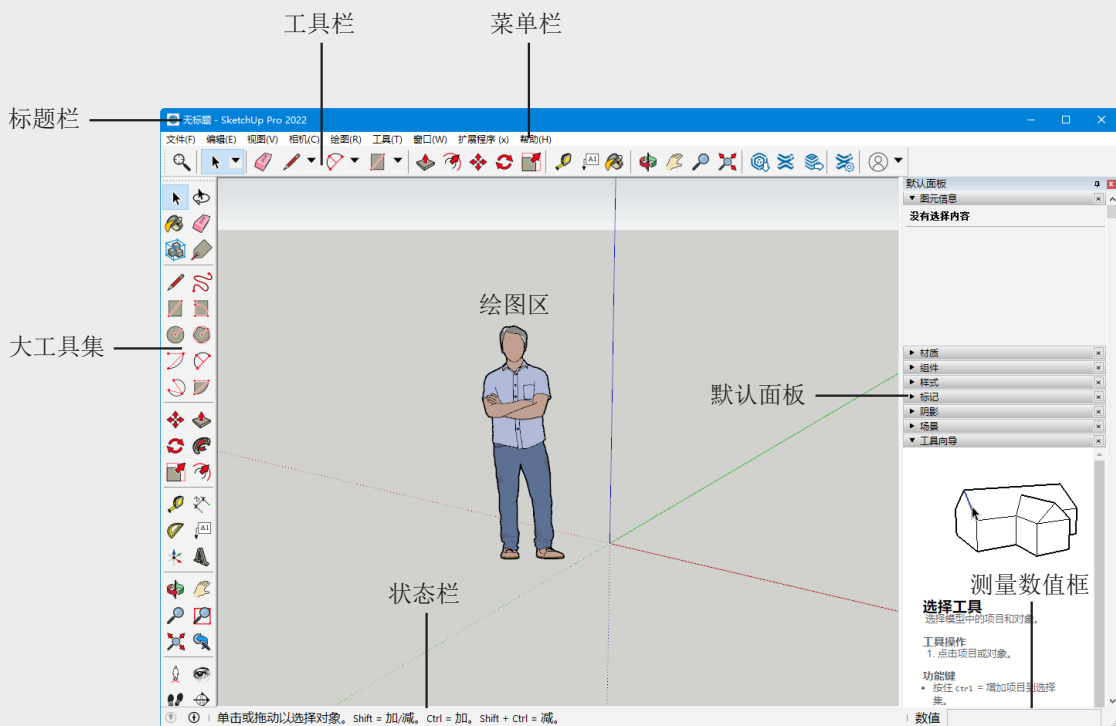 工具栏
菜单栏
标题栏
无标题 - SketchUp Pro 2022
文件(F) 编辑(E) 视图(V) 相机(C) 绘图(R) 工具(T) 窗口(W) 扩展程序 (x) 帮助(H)
A1
默认面板
图元信息
没有选择内容
绘图区
大工具集
材质
组件
样式
默认面板
标记
阴影
场景
工具向导
A1
状态栏
测量数值框
选择工具
选择模型中的项目和对象。
工具操作
1. 点击项目或对象。
功能键
• 按住 Ctrl = 增加项目到选择
集。
单击或拖动以选择对象。Shift = 加/减。Ctrl = 加。Shift + Ctrl = 减。
数值